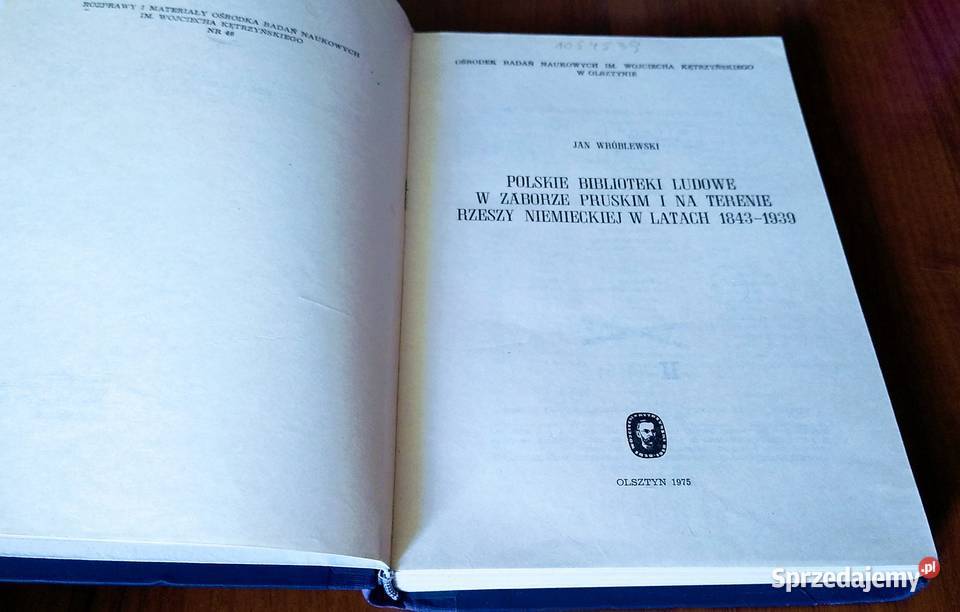 ROZPRAWY I MATERIAŁY OŚRODKA BADAŃ NAUKOWYCH
IM. WOJCIECHA KĘTRZYŃSKIEGO
NR 46
1054539
OŚRODEK BADAŃ NAUKOWYCH IM. WOJCIECHA KĘTRZYŃSKIEGO
W OLSZTYNIE
JAN WRÓBLEWSKI
POLSKIE BIBLIOTEKI LUDOWE
W ZABORZE PRUSKIM I NA TERENIE
RZESZY NIEMIECKIEJ W LATACH 1843–1939
OLSZTYN 1975
Sprzedajemy.pl